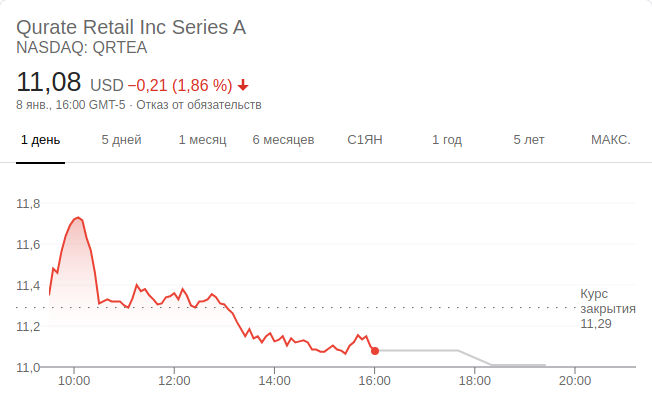 Qurate Retail Inc Series A
NASDAQ: QRTEA
11,08 USD −0,21 (1,86 %)
8 янв., 16:00 GMT-5 · Отказ от обязательств
1 день 5 дней 1 месяц 6 месяцев С1ЯН 1 год 5 лет МАКС.
11,8
11,6
11,4
Курс
закрытия
11,29
11,2
11,0
10:00 12:00 14:00 16:00 18:00 20:00